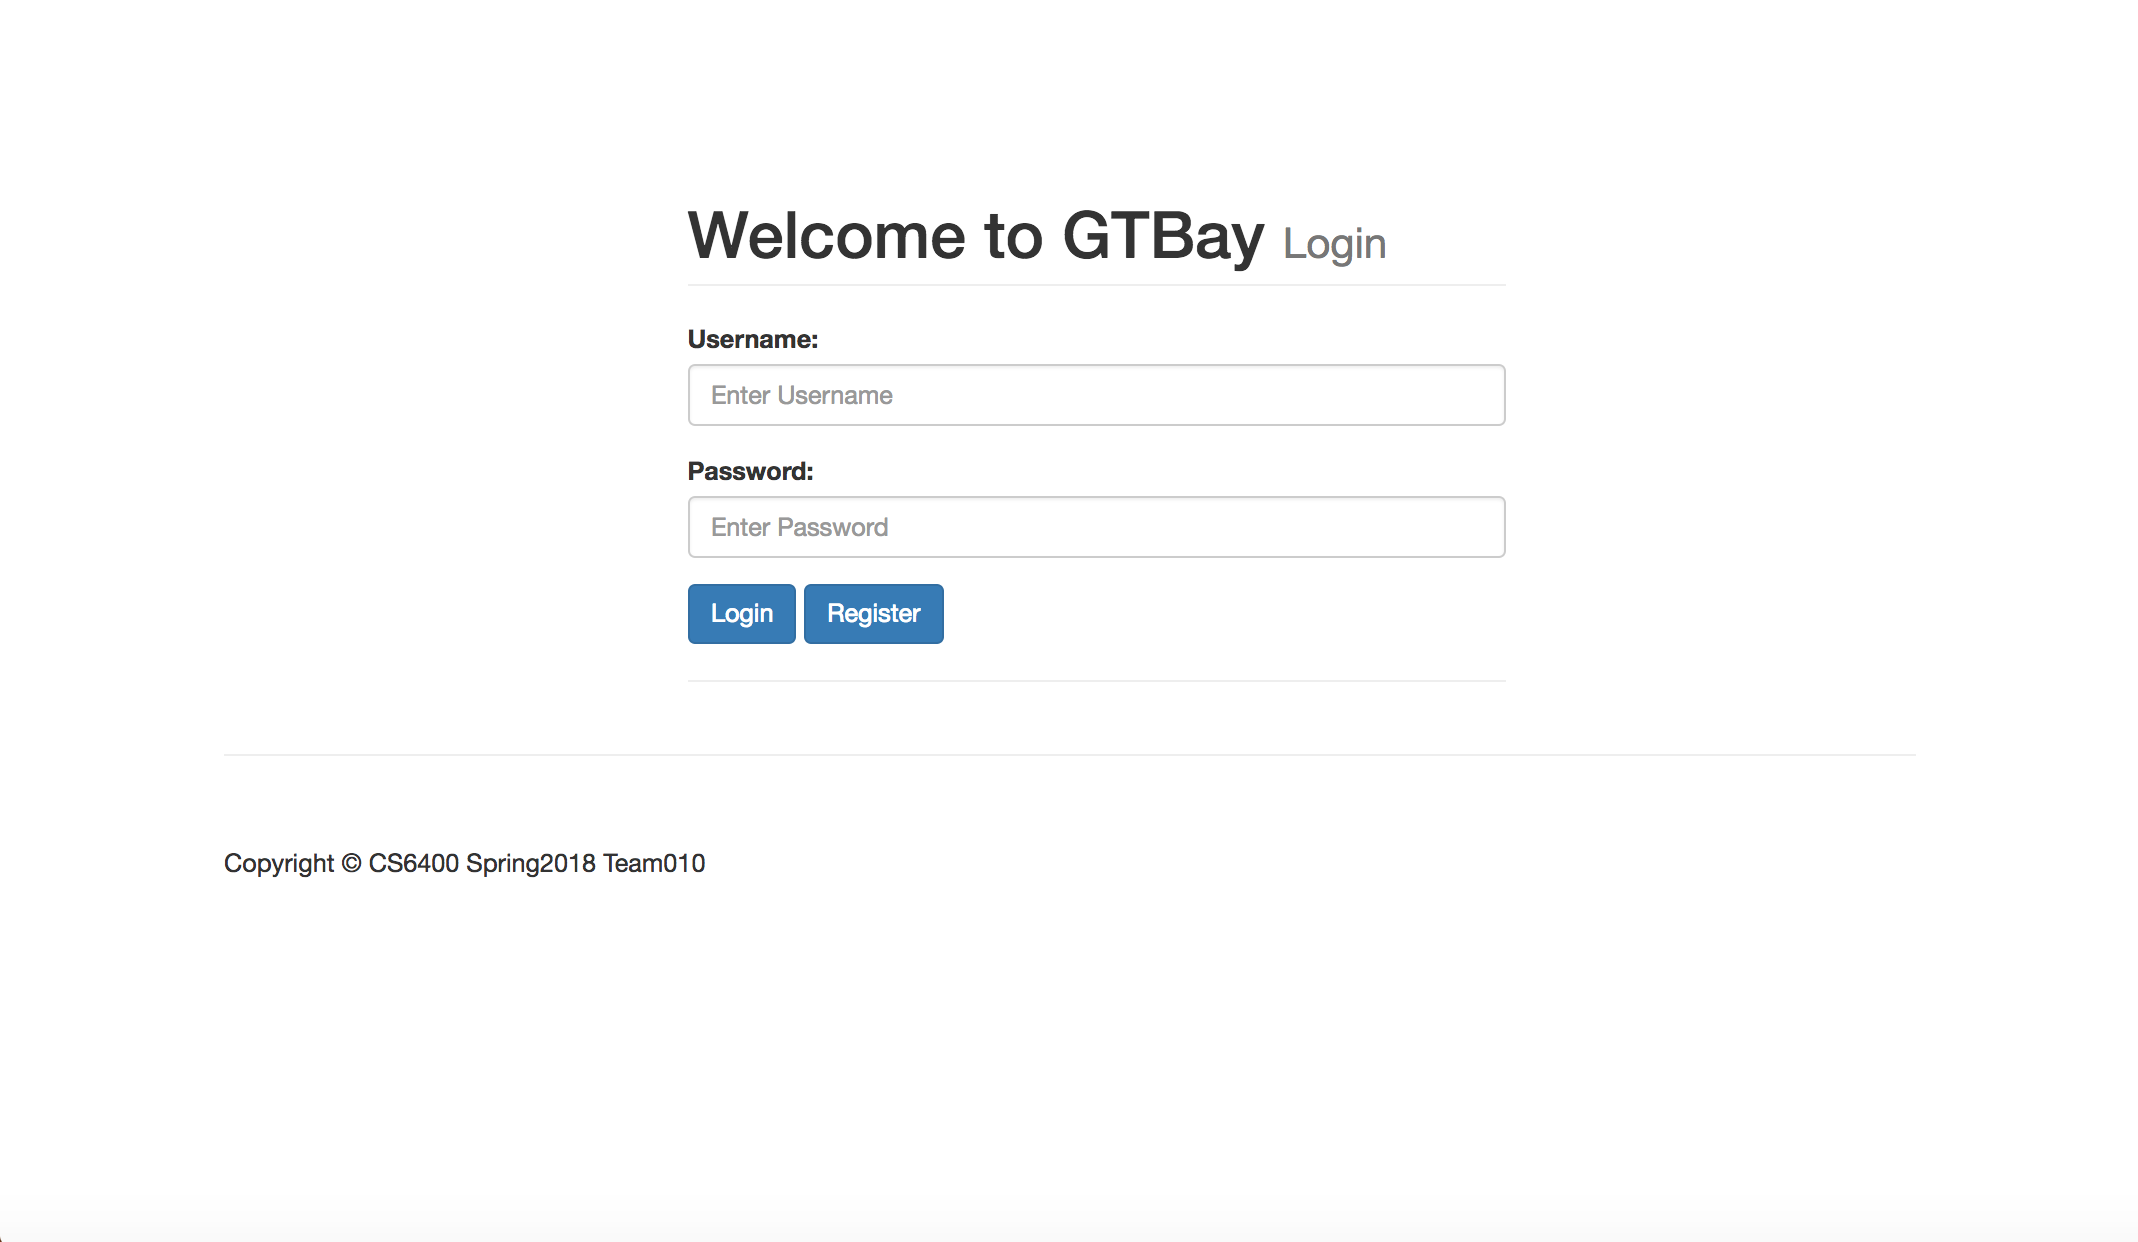 Welcome to GTBay Login
Username:
Enter Username
Password:
Enter Password
Login Register
Copyright © CS6400 Spring2018 Team010